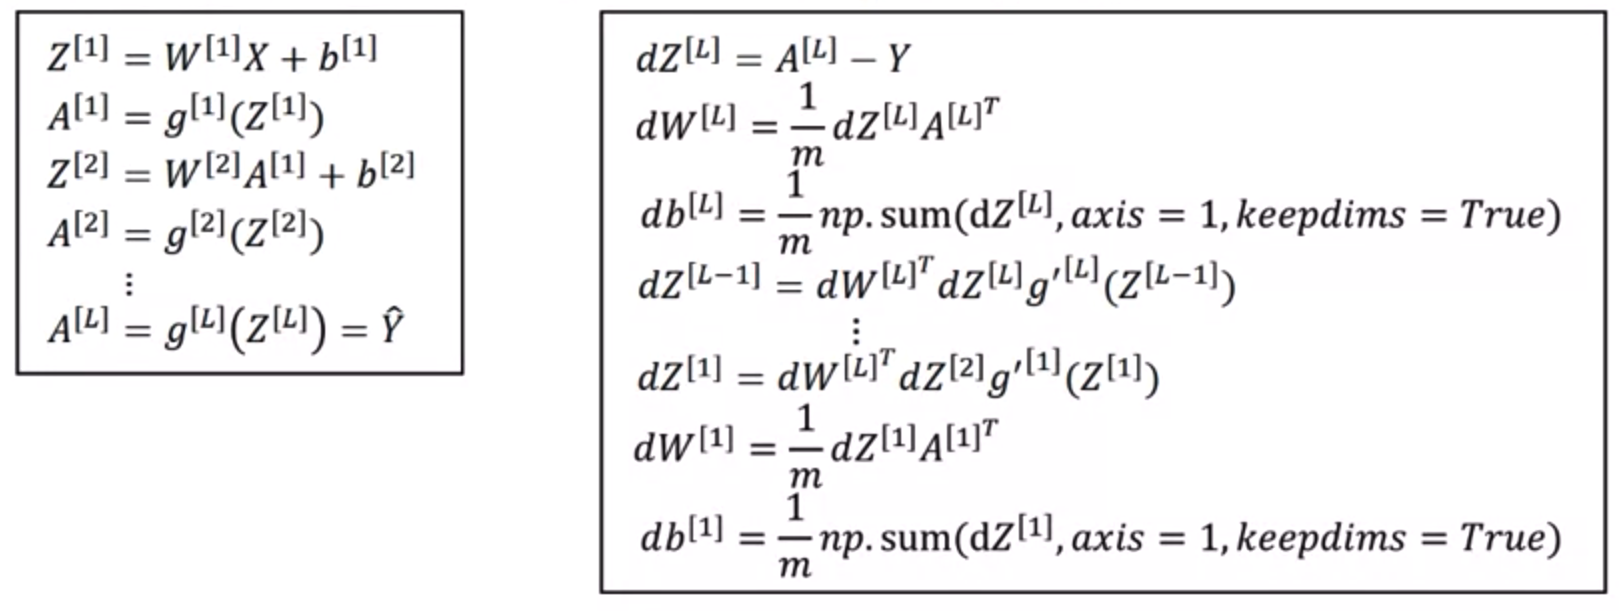 Z^[1] = W^[1]X + b^[1]
A^[1] = g^[1](Z^[1])
Z^[2] = W^[2]A^[1] + b^[2]
A^[2] = g^[2](Z^[2])
⋮
A^[L] = g^[L](Z^[L]) = Ŷ
dZ^[L] = A^[L] − Y
dW^[L] = 1/m dZ^[L]A^[L]^T
db^[L] = 1/m np.sum(dZ^[L], axis = 1, keepdims = True)
dZ^[L−1] = dW^[L]^T dZ^[L]g′^[L](Z^[L−1])
⋮
dZ^[1] = dW^[L]^T dZ^[2]g′^[1](Z^[1])
dW^[1] = 1/m dZ^[1]A^[1]^T
db^[1] = 1/m np.sum(dZ^[1], axis = 1, keepdims = True)